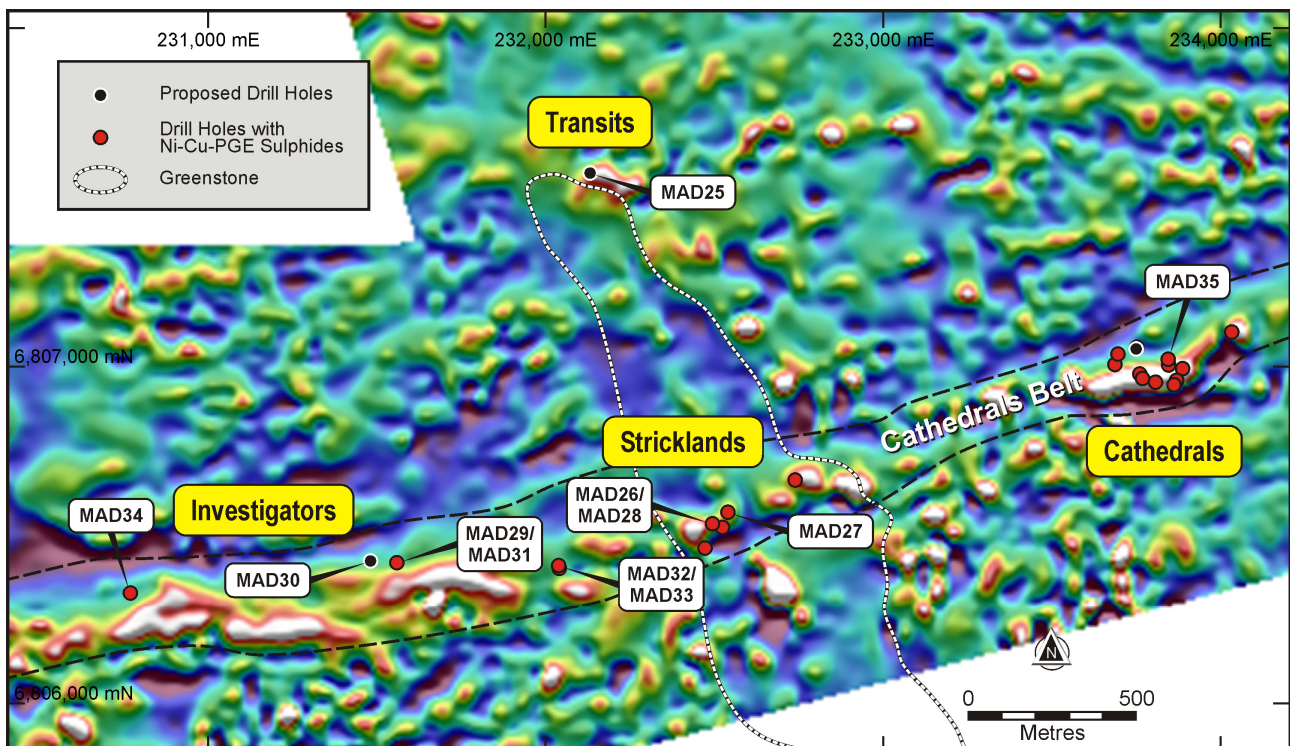 231,000 mE
232,000 mE
233,000 mE
234,000 mE
Proposed Drill Holes
Drill Holes with
Ni-Cu-PGE Sulphides
Greenstone
Transits
MAD25
MAD35
6,807,000 mN
Cathedrals Belt
Stricklands
Cathedrals
Investigators
MAD34
MAD26/
MAD28
MAD27
MAD29/
MAD31
MAD30
MAD32/
MAD33
6,806,000 mN
N
0 500
Metres